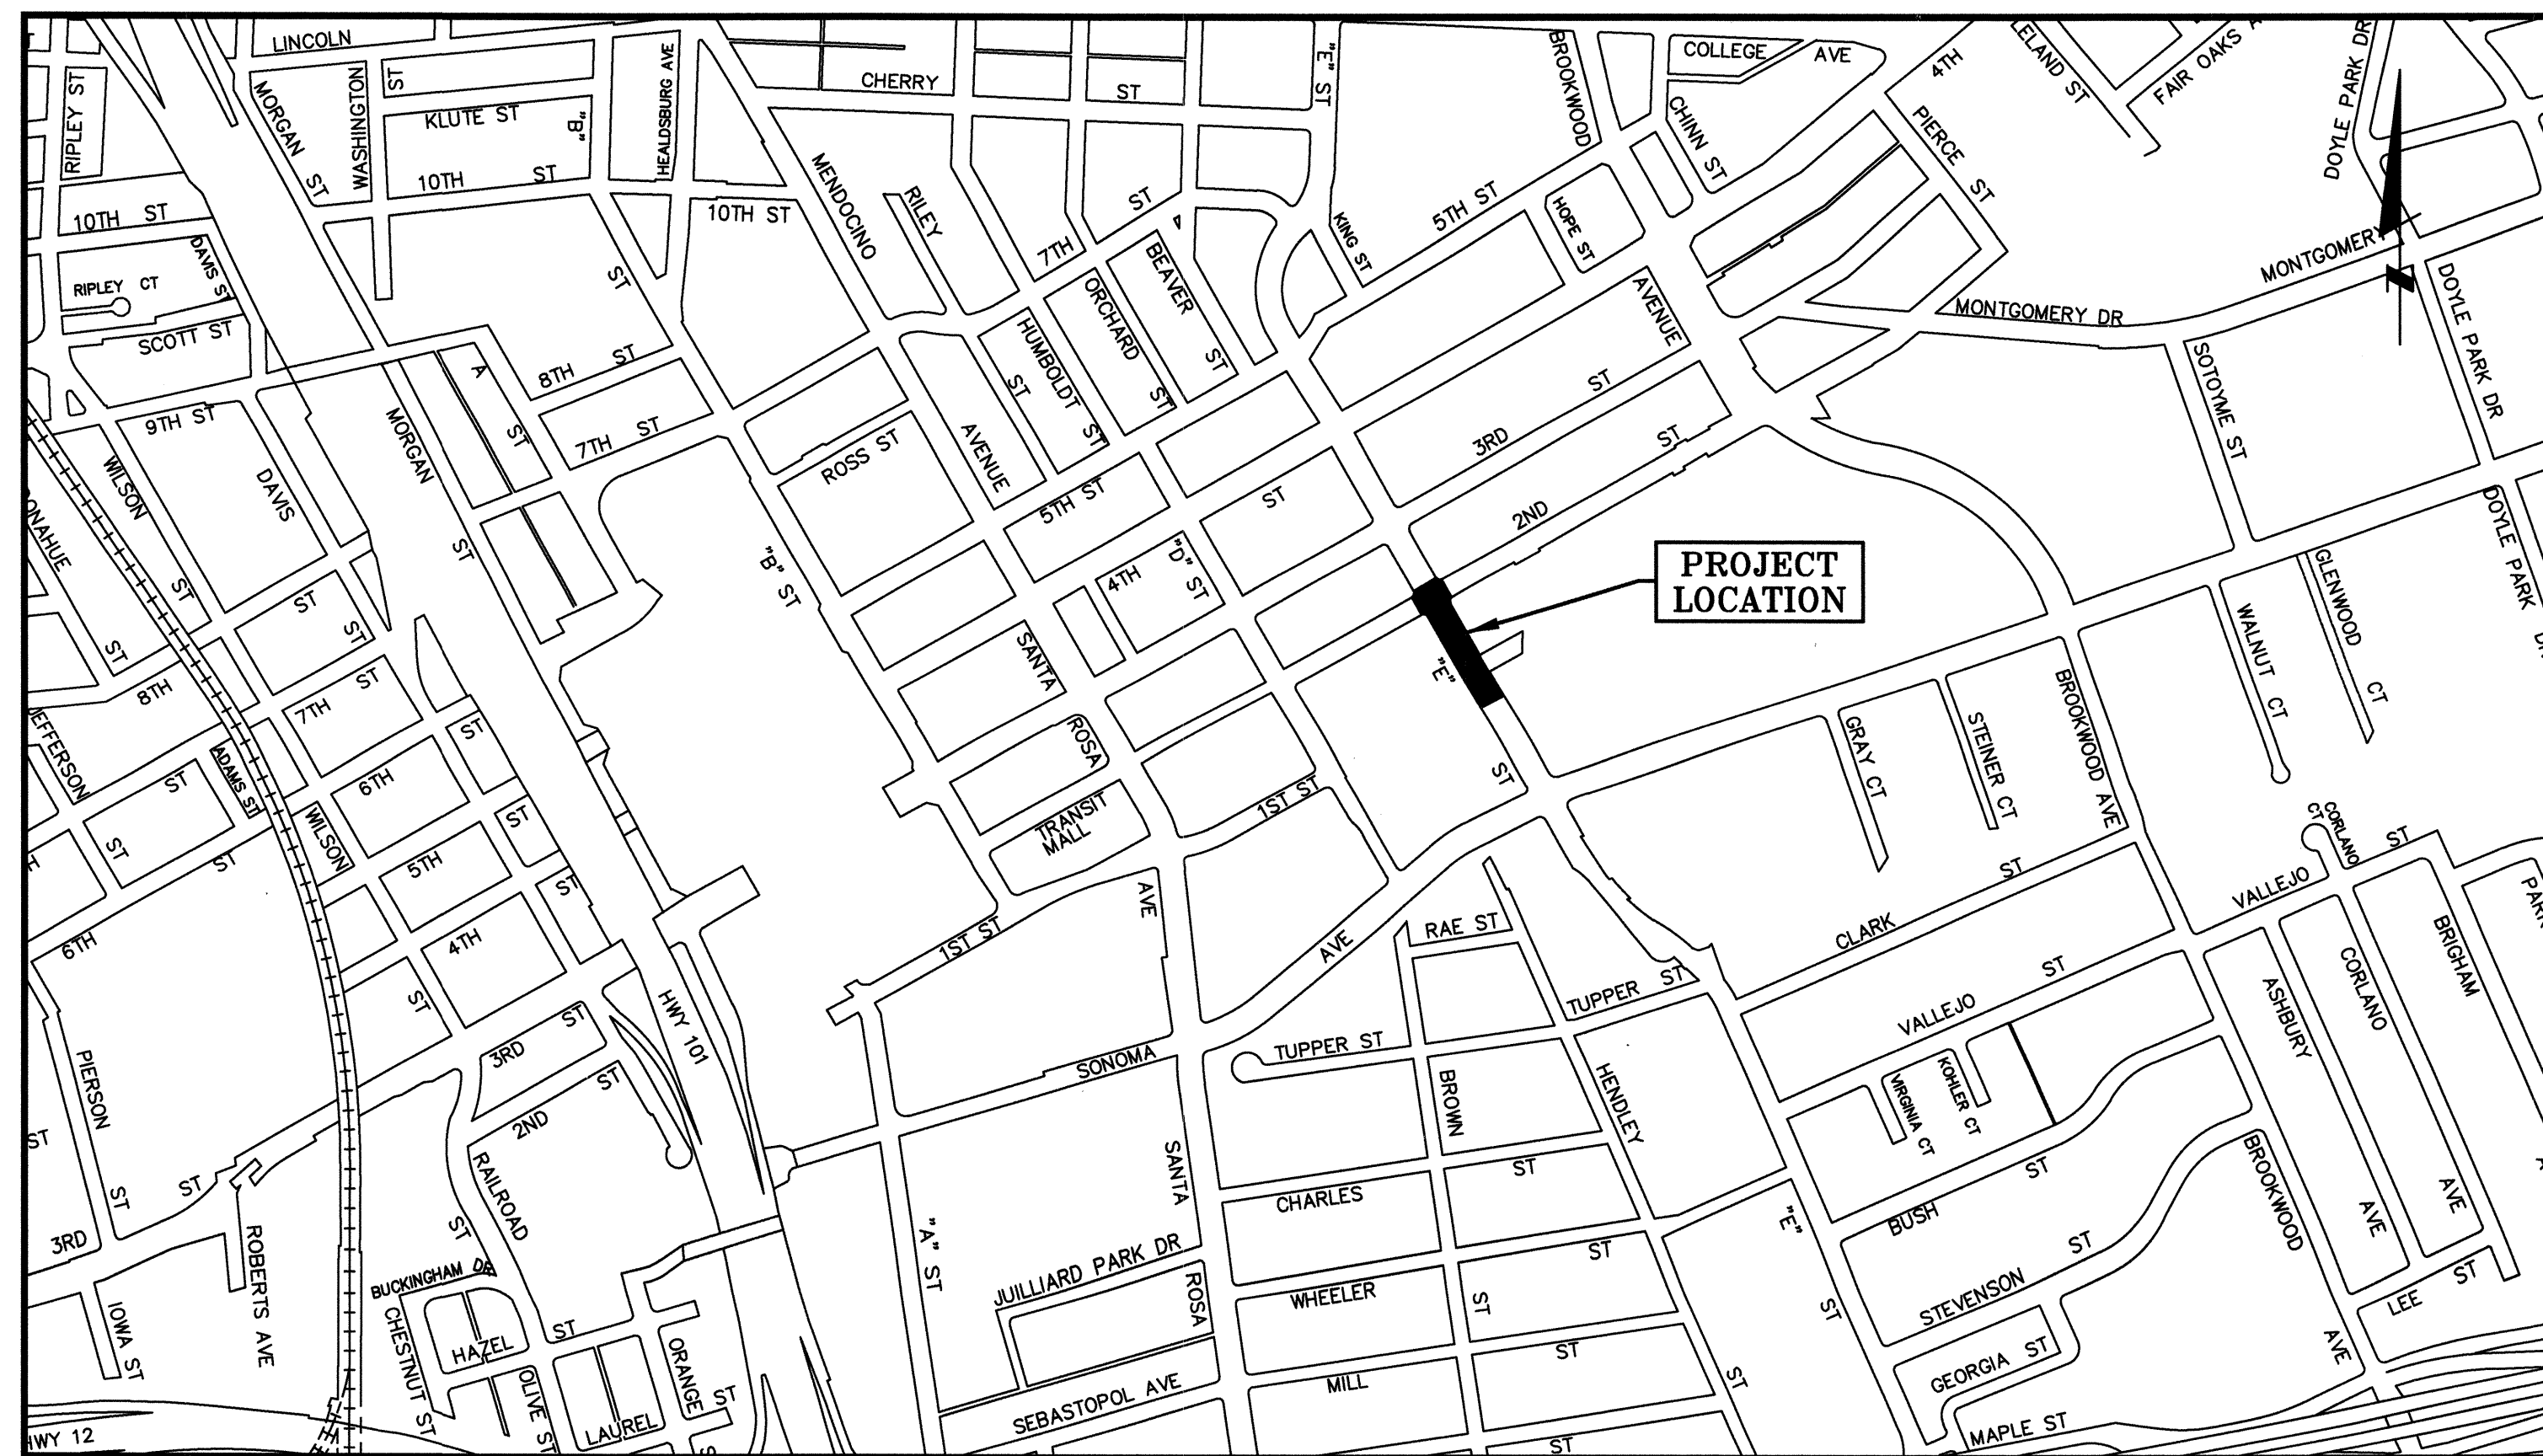 LINCOLN
RIPLEY ST
MORGAN
ST
WASHINGTON
ST
KLUTE ST
"B"
HEALDSBURG AVE
10TH
ST
10TH
ST
10TH ST
CHERRY
ST
"E" ST
BROOKWOOD
COLLEGE
AVE
CHINN ST
4TH
LELAND ST
FAIR OAKS
DOYLE PARK DR
PIERCE
ST
MENDOCINO
RILEY
7TH
ST
BEAVER
ST
KING ST
5TH ST
HOPE ST
MONTGOMERY
MONTGOMERY DR
DAVIS ST
RIPLEY CT
SCOTT ST
ST
8TH
ST
A
ST
7TH
ST
9TH ST
MORGAN
ST
WILSON
ST
DAVIS
ST
HUMBOLDT
ST
ST
ORCHARD
ST
AVENUE
ROSS ST
AVENUE
3RD
ST
2ND
ST
SOTOYME ST
DOYLE PARK DR
DOYLE PARK
5TH ST
4TH
ST
"D" ST
"B" ST
PROJECT
LOCATION
"E"
ST
WALNUT CT
GLENWOOD CT
BROOKWOOD AVE
GRAY CT
STEINER CT
ST
8TH
ST
7TH
ST
ADAMS ST
6TH
ST
WILSON
ST
ST
5TH
ST
ST
ST
4TH
ST
6TH
SANTA
ROSA
TRANSIT
MALL
1ST ST
1ST ST
AVE
AVE
RAE ST
TUPPER ST
TUPPER ST
CLARK
ST
VALLEJO
ST
CORLANO
CT
VALLEJO
ST
ASHBURY
AVE
CORLANO
AVE
BRIGHAM
HWY 101
3RD
ST
2ND
ST
PIERSON
ST
ST
ST
3RD
SONOMA
BROWN
ST
HENDLEY
ST
VIRGINIA CT
KOHLER CT
RAILROAD
ST
ROBERTS AVE
IOWA ST
BUCKINGHAM DR
CHESTNUT ST
HAZEL
ST
OLIVE ST
LAUREL
ST
ORANGE
"A" ST
SANTA
ROSA
JUILLIARD PARK DR
SEBASTOPOL AVE
CHARLES
ST
WHEELER
ST
MILL
ST
ST
"E"
ST
BUSH
ST
STEVENSON
ST
GEORGIA ST
BROOKWOOD
AVE
LEE
ST
MAPLE ST
HWY 12